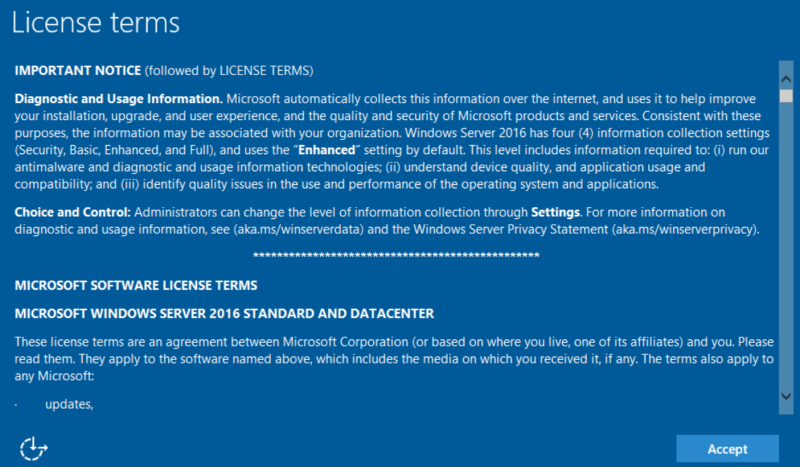 License terms
IMPORTANT NOTICE (followed by LICENSE TERMS)
Diagnostic and Usage Information. Microsoft automatically collects this information over the internet, and uses it to help improve
your installation, upgrade, and user experience, and the quality and security of Microsoft products and services. Consistent with these
purposes, the information may be associated with your organization. Windows Server 2016 has four (4) information collection settings
(Security, Basic, Enhanced, and Full), and uses the “Enhanced” setting by default. This level includes information required to: (i) run our
antimalware and diagnostic and usage information technologies; (ii) understand device quality, and application usage and
compatibility; and (iii) identify quality issues in the use and performance of the operating system and applications.
Choice and Control: Administrators can change the level of information collection through Settings. For more information on
diagnostic and usage information, see (aka.ms/winserverdata) and the Windows Server Privacy Statement (aka.ms/winserverprivacy).
*************************************************
MICROSOFT SOFTWARE LICENSE TERMS
MICROSOFT WINDOWS SERVER 2016 STANDARD AND DATACENTER
These license terms are an agreement between Microsoft Corporation (or based on where you live, one of its affiliates) and you. Please
read them. They apply to the software named above, which includes the media on which you received it, if any. The terms also apply to
any Microsoft:
· updates,
Accept